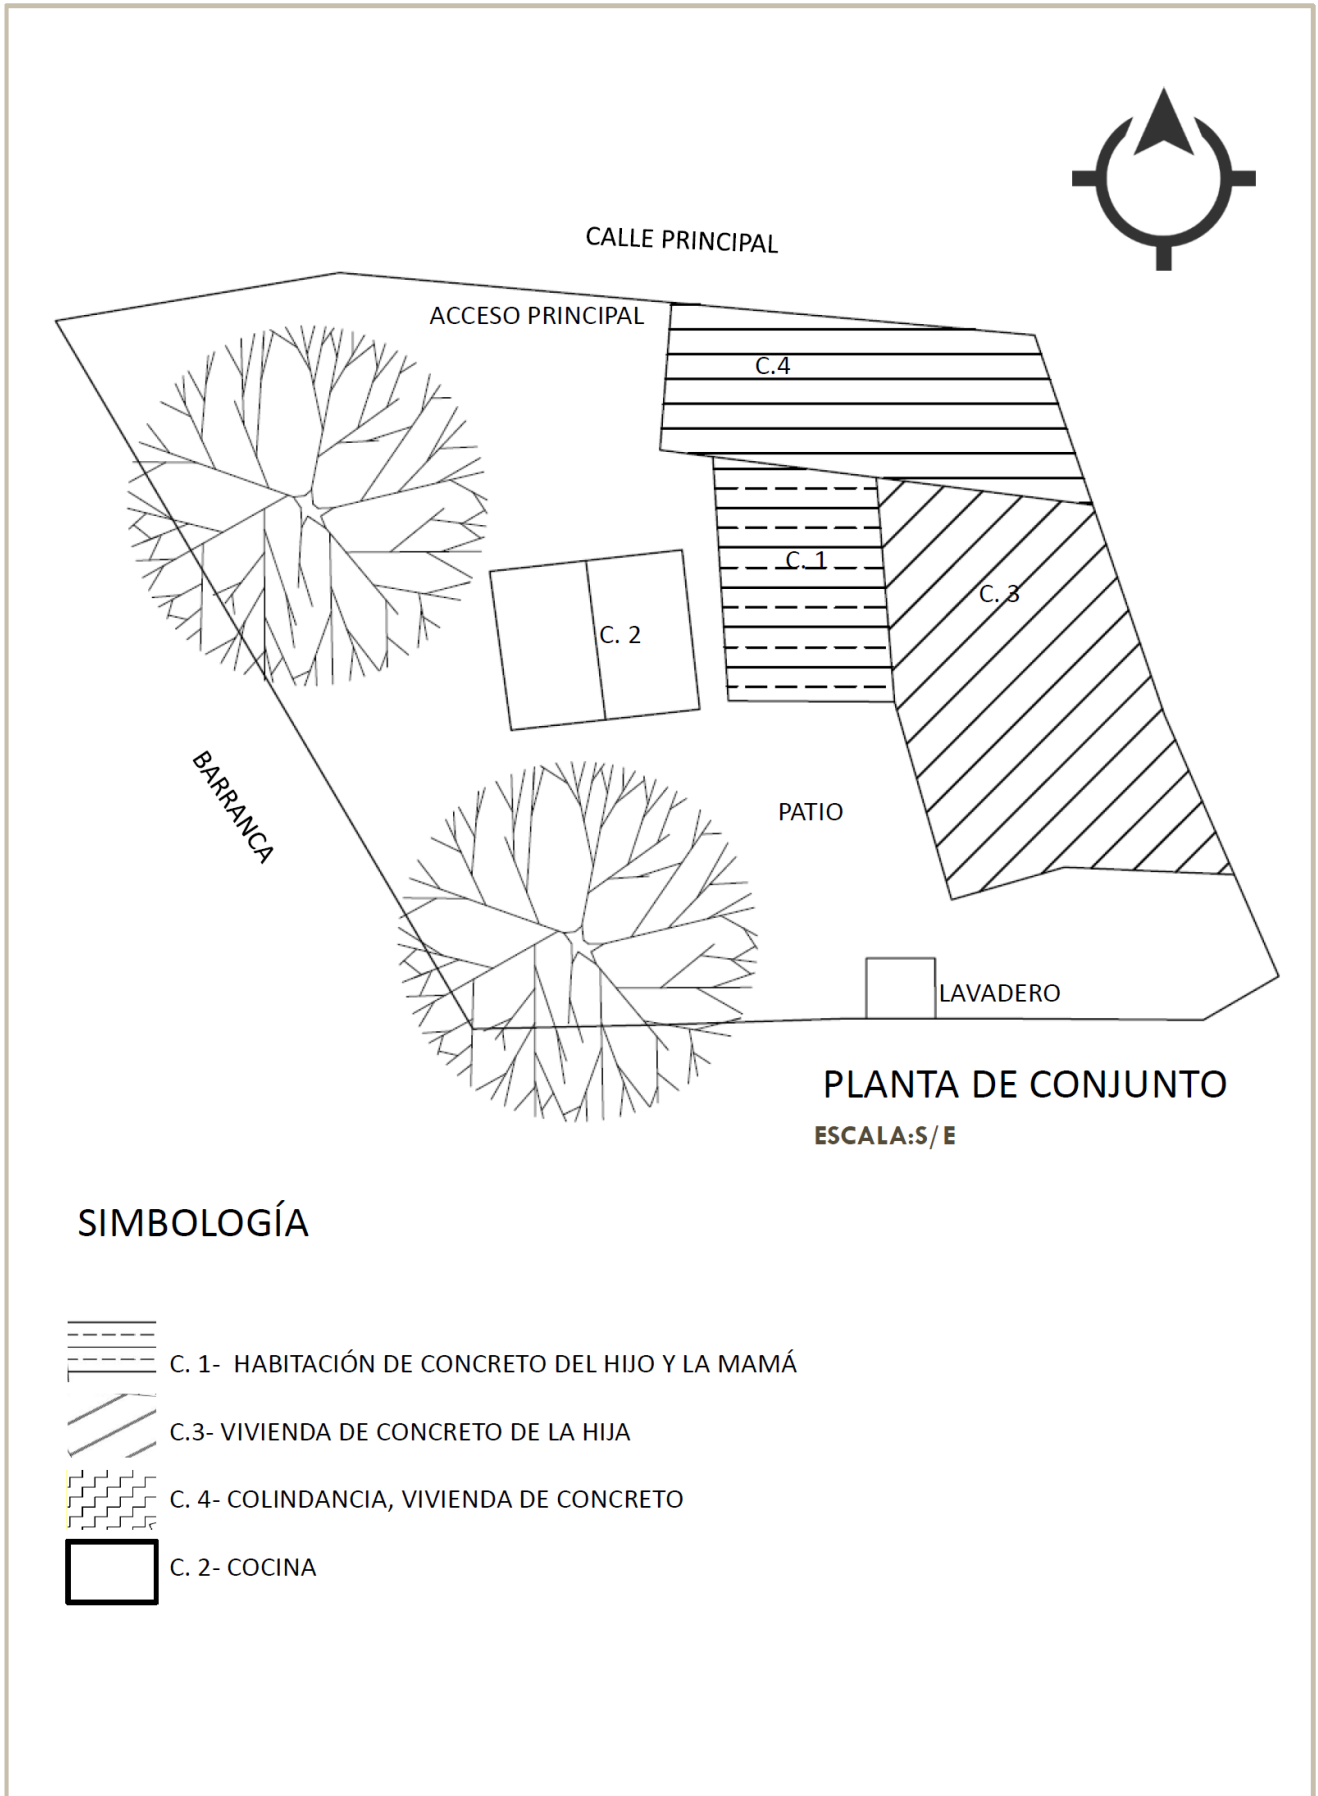 CALLE PRINCIPAL
ACCESO PRINCIPAL
C.4
C. 1
C. 3
C. 2
BARRANCA
PATIO
LAVADERO
PLANTA DE CONJUNTO
ESCALA:S/E
SIMBOLOGÍA
C. 1- HABITACIÓN DE CONCRETO DEL HIJO Y LA MAMÁ
C.3- VIVIENDA DE CONCRETO DE LA HIJA
C. 4- COLINDANCIA, VIVIENDA DE CONCRETO
C. 2- COCINA